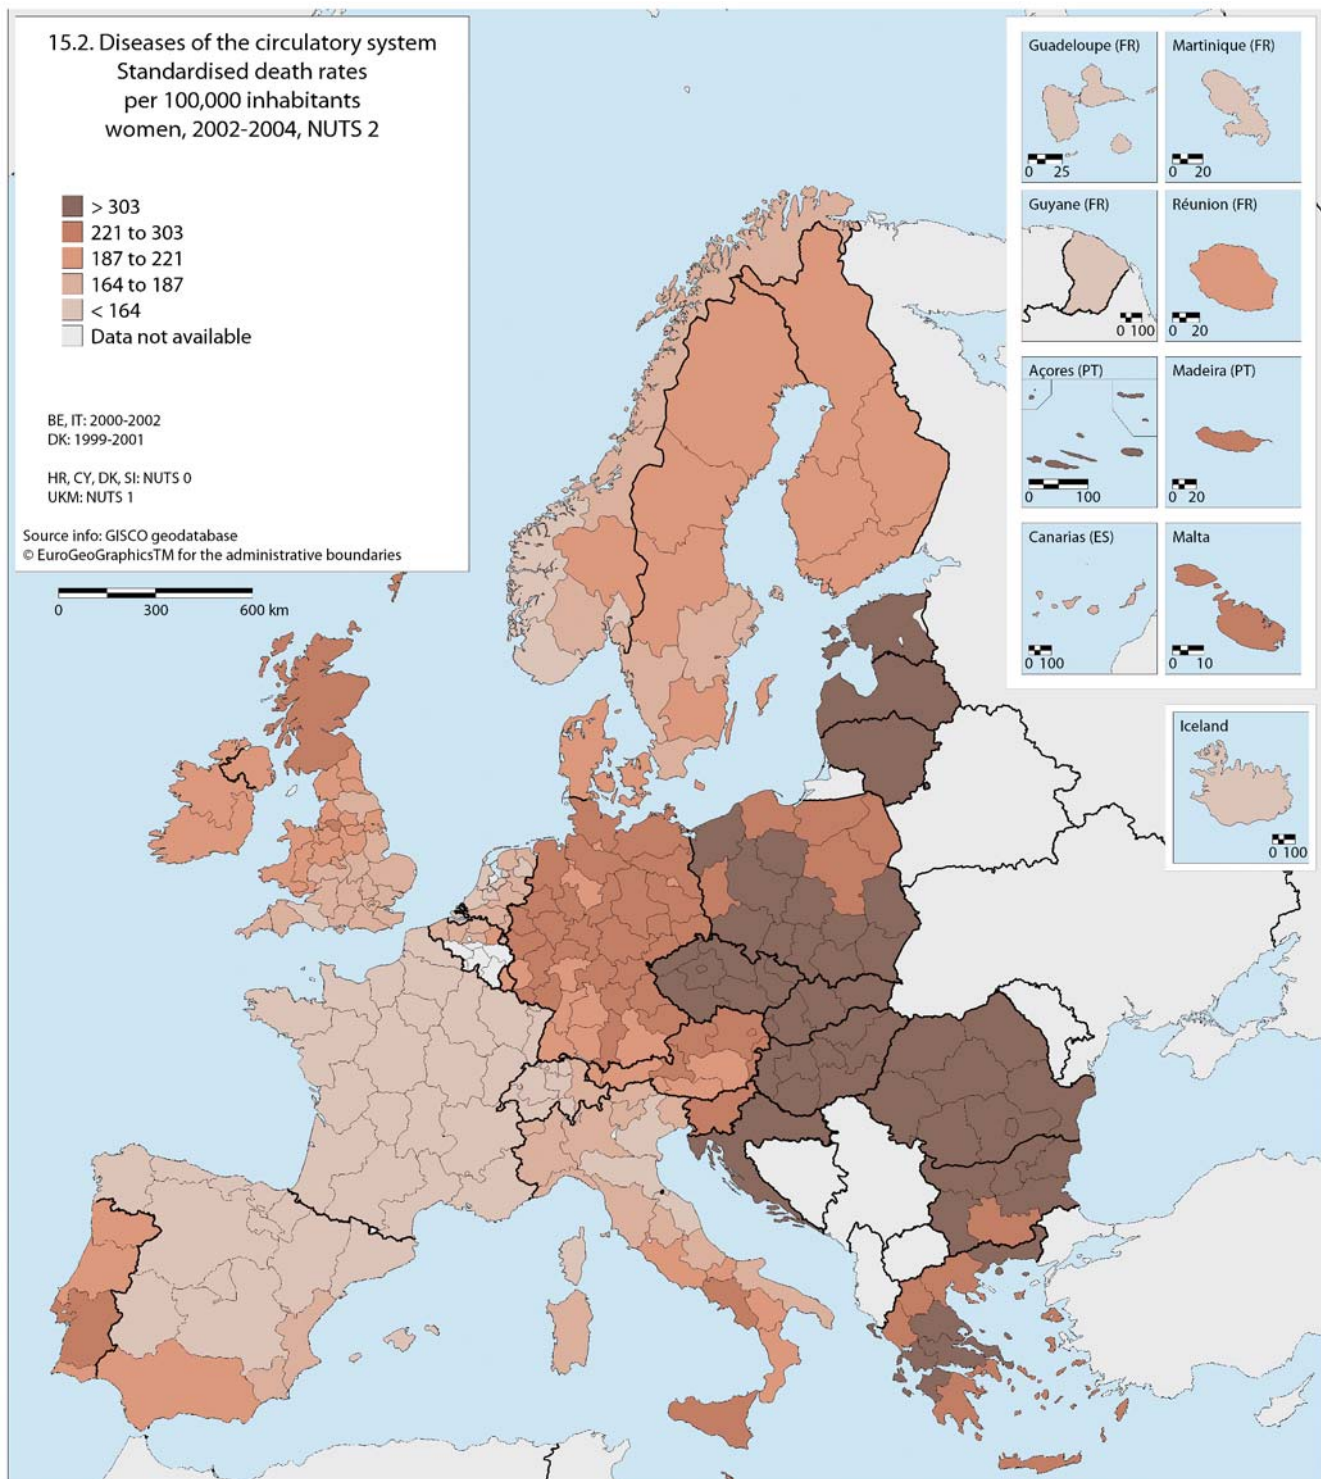 15.2. Diseases of the circulatory system
Standardised death rates
per 100,000 inhabitants
women, 2002-2004, NUTS 2
> 303
221 to 303
187 to 221
164 to 187
< 164
Data not available
BE, IT: 2000-2002
DK: 1999-2001
HR, CY, DK, SI: NUTS 0
UKM: NUTS 1
Source info: GISCO geodatabase
© EuroGeoGraphicsTM for the administrative boundaries
0 300 600 km
Guadeloupe (FR)
0 25
Martinique (FR)
0 20
Guyane (FR)
0 100
Réunion (FR)
0 20
Açores (PT)
0 100
Madeira (PT)
0 20
Canarias (ES)
0 100
Malta
0 10
Iceland
0 100